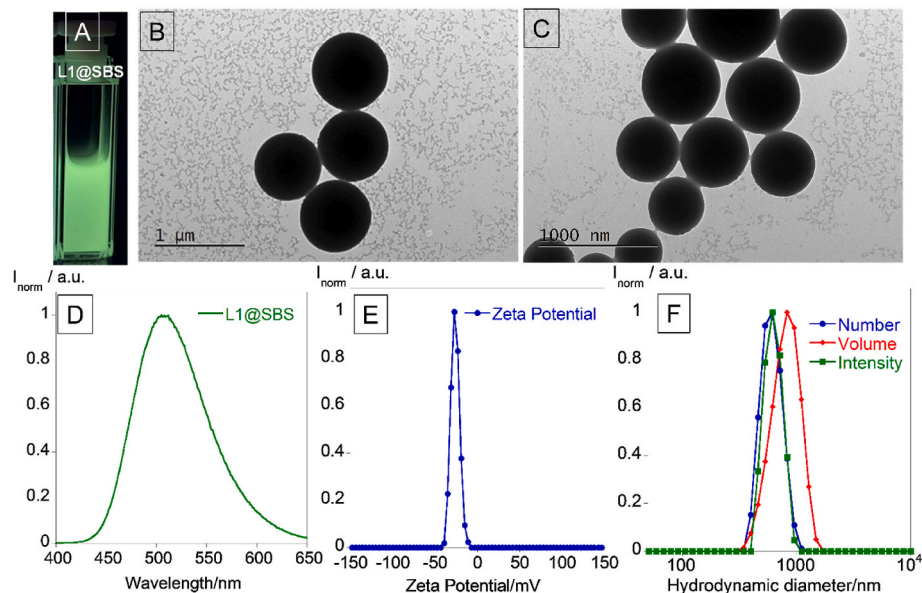 A
L1@SBS
B
1 µm
C
1000 nm
I norm / a.u.
D
L1@SBS
1
0.8
0.6
0.4
0.2
0
400 450 500 550 600 650
Wavelength/nm
I norm / a.u.
E
Zeta Potential
1
0.8
0.6
0.4
0.2
0
-150 -100 -50 0 50 100 150
Zeta Potential/mV
I norm / a.u.
F
Number
Volume
Intensity
1
0.8
0.6
0.4
0.2
0
100 1000 10⁴
Hydrodynamic diameter/nm